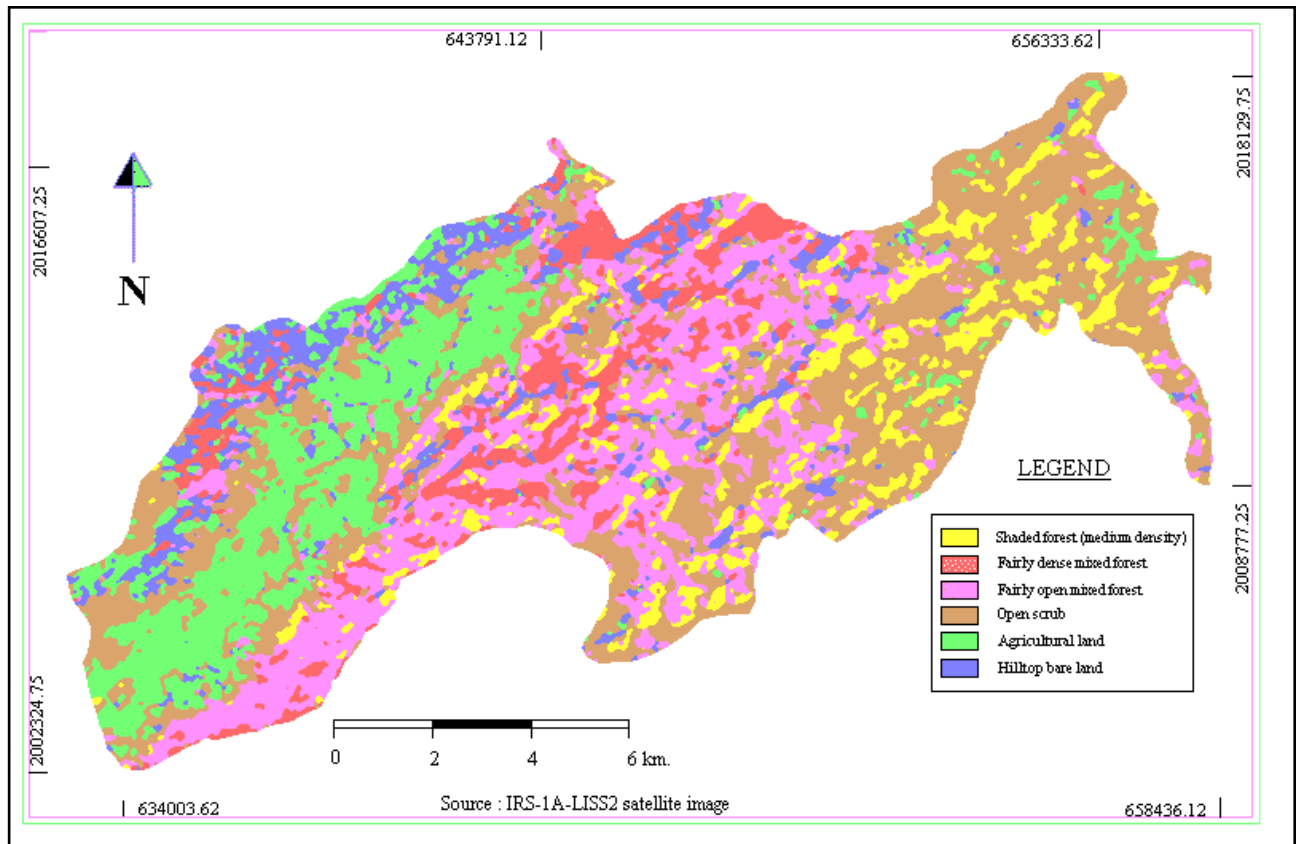 643791.12
656333.62
2018129.75
2016607.25
N
LEGEND
Shaded forest (medium density)
Fairly dense mixed forest
Fairly open mixed forest
Open scrub
Agricultural land
Hilltop bare land
2008777.25
2002324.75
0 2 4 6 km.
634003.62
Source : IRS-1A-LISS2 satellite image
658436.12